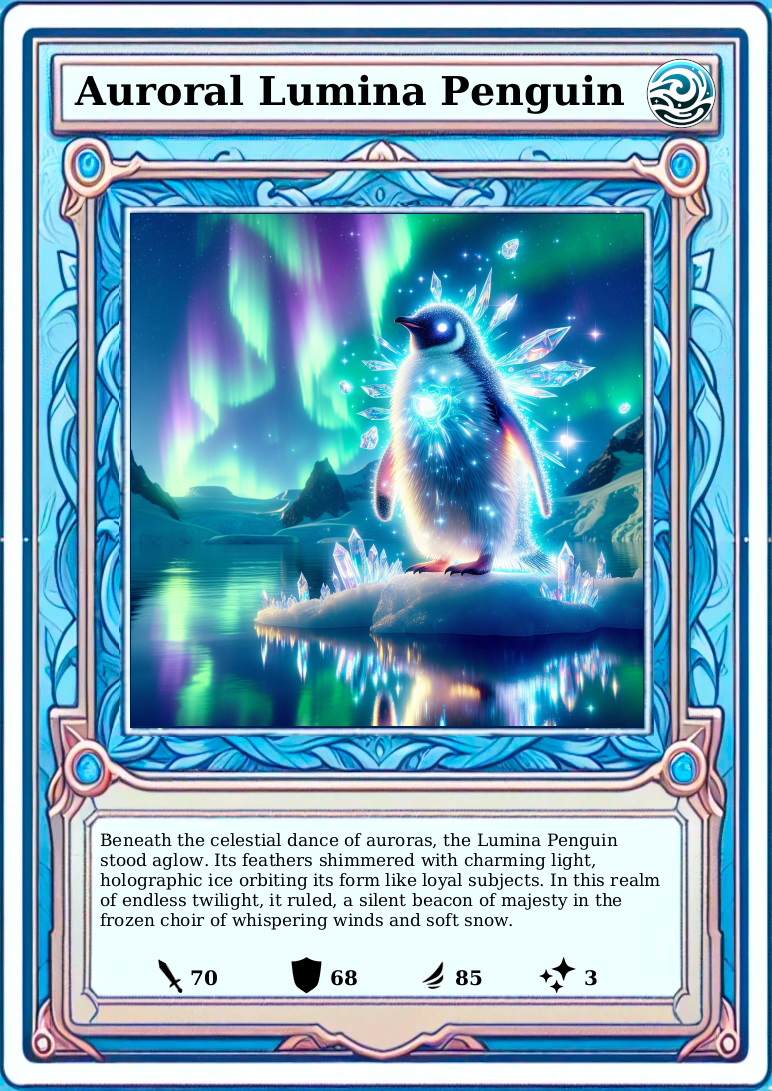 Auroral Lumina Penguin
Beneath the celestial dance of auroras, the Lumina Penguin
stood aglow. Its feathers shimmered with charming light,
holographic ice orbiting its form like loyal subjects. In this realm
of endless twilight, it ruled, a silent beacon of majesty in the
frozen choir of whispering winds and soft snow.
70 68 85 3